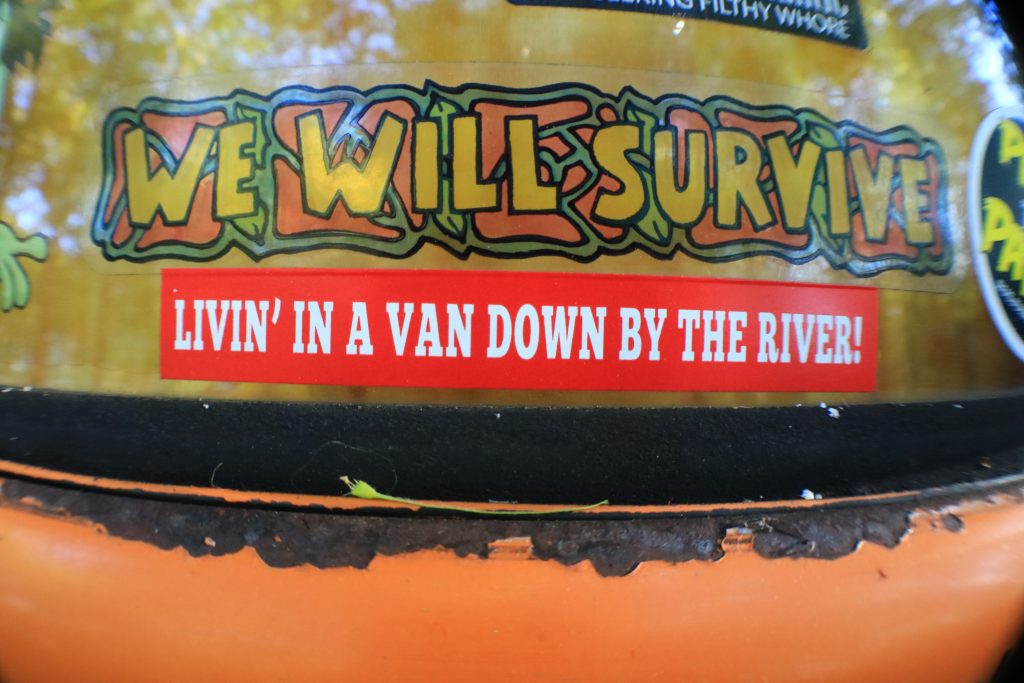 FILTHY WHORE
WE WILL SURVIVE
LIVIN' IN A VAN DOWN BY THE RIVER!